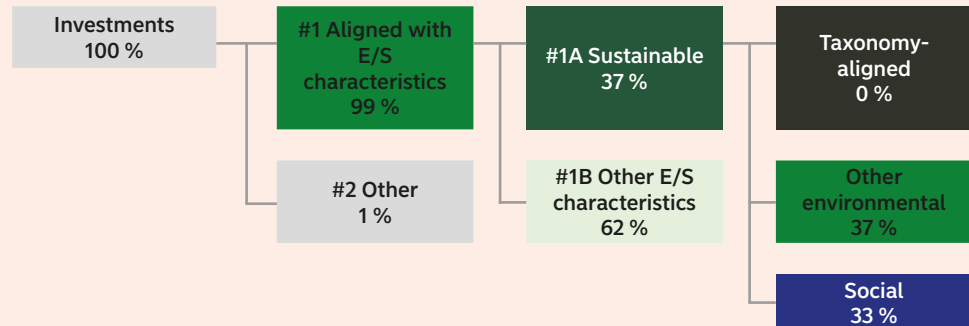 Investments
100 %
#1 Aligned with
E/S
characteristics
99 %
#1A Sustainable
37 %
Taxonomy-
aligned
0 %
#2 Other
1 %
#1B Other E/S
characteristics
62 %
Other
environmental
37 %
Social
33 %